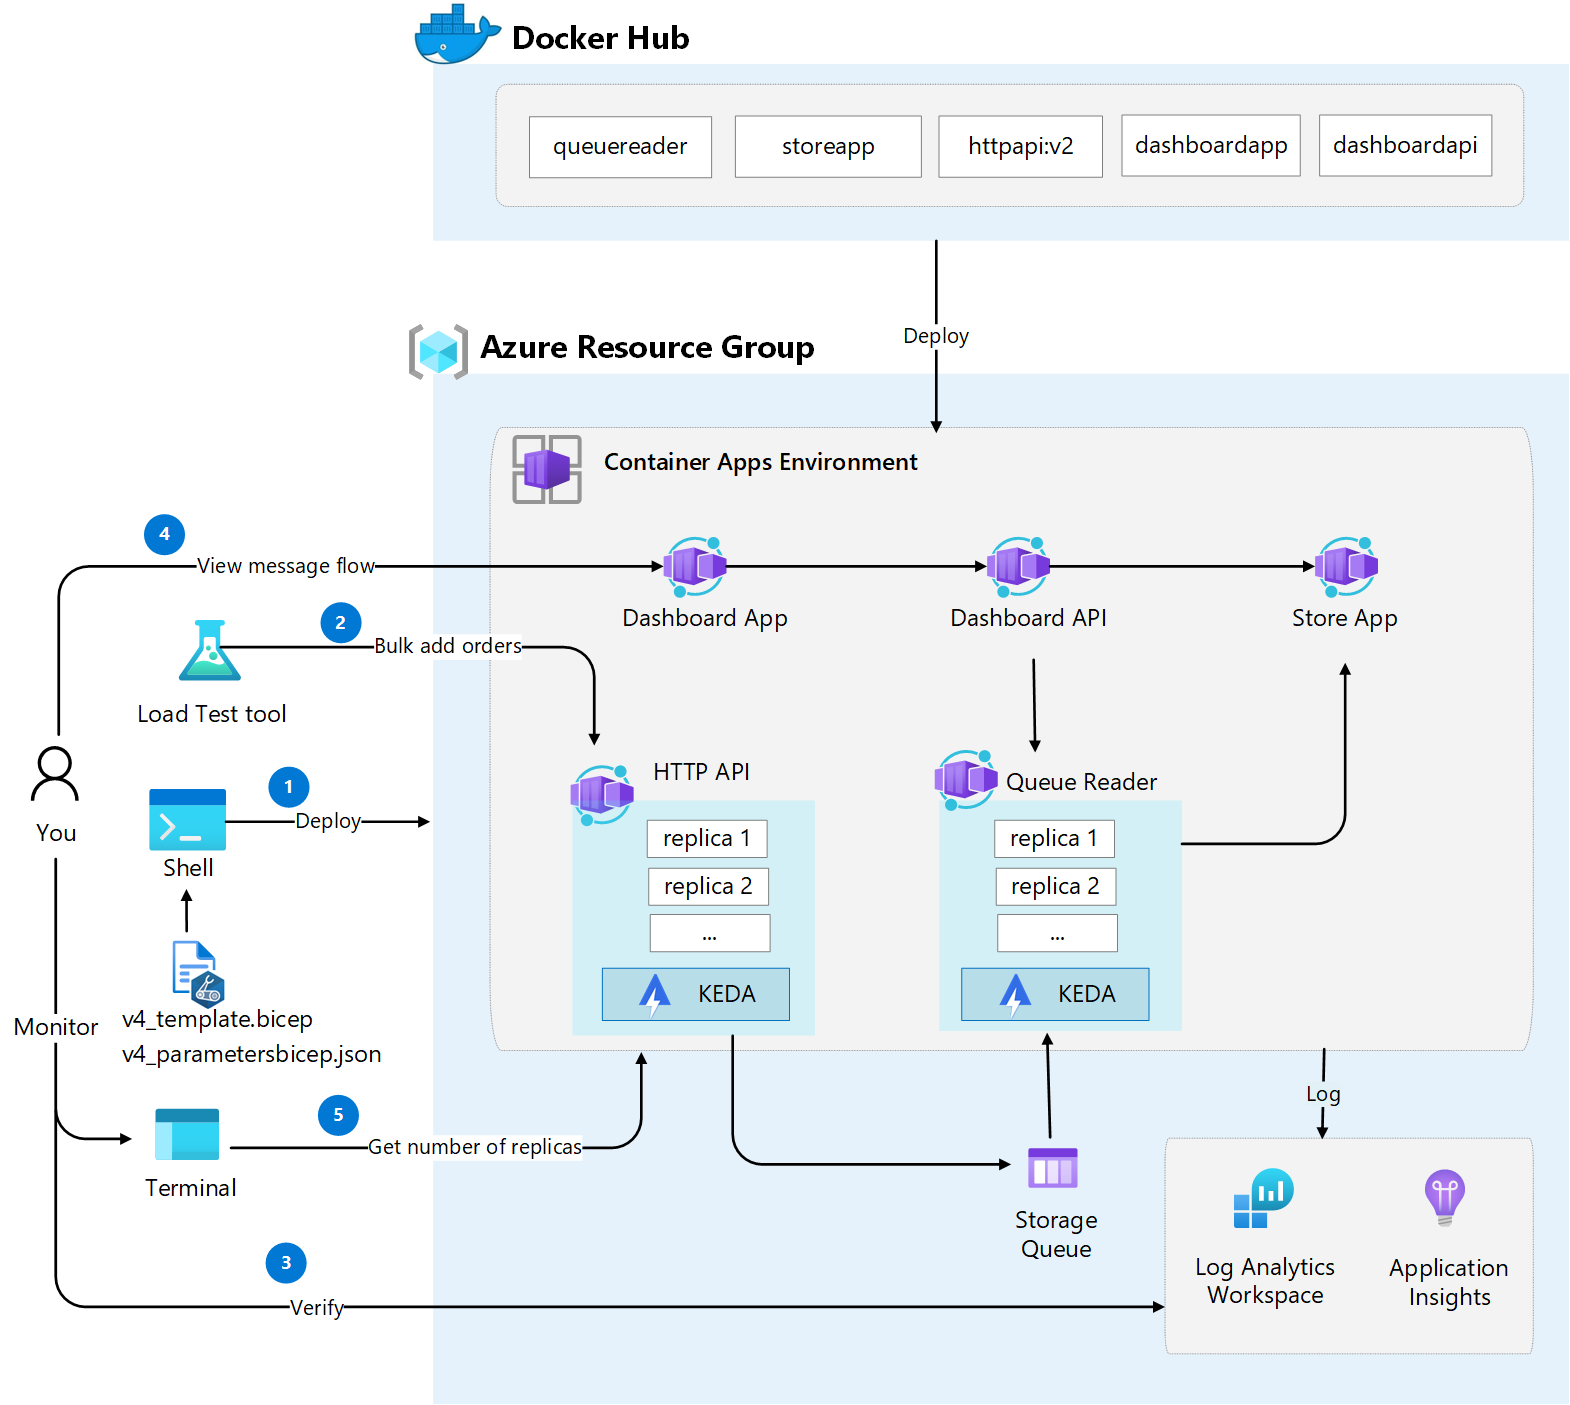 Docker Hub
queuereader
storeapp
httpapi:v2
dashboardapp
dashboardapi
Deploy
Azure Resource Group
Container Apps Environment
4
View message flow
Dashboard App
Dashboard API
Store App
2
Bulk add orders
Load Test tool
You
1
Deploy
Shell
v4_template.bicep
v4_parametersbicep.json
Monitor
HTTP API
replica 1
replica 2
...
KEDA
Queue Reader
replica 1
replica 2
...
KEDA
5
Get number of replicas
Terminal
Storage
Queue
Log
3
Verify
Log Analytics
Workspace
Application
Insights